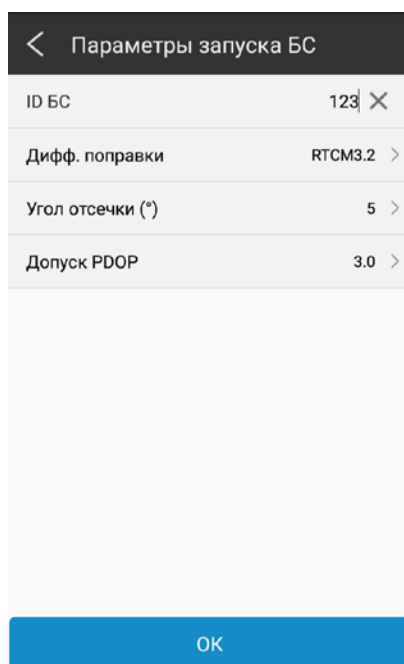 Параметры запуска БС
ID БС 123
Дифф. поправки RTCM3.2
Угол отсечки (°) 5
Допуск PDOP 3.0
OK